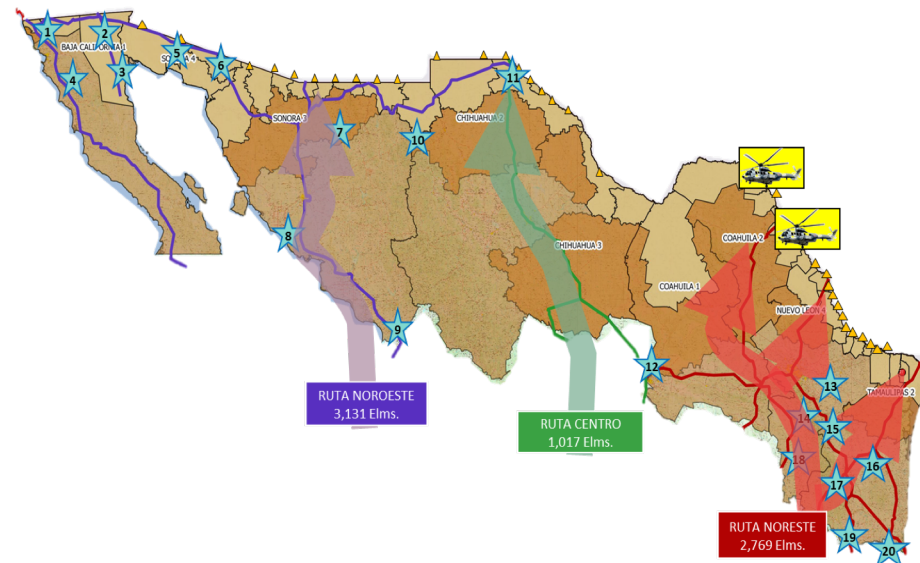 1
2
BAJA CALIFORNIA 1
3
4
5
SONORA 4
6
SONORA 3
7
8
9
10
CHIHUAHUA 2
11
CHIHUAHUA 3
12
COAHUILA 1
COAHUILA 2
NUEVO LEON 4
TAMAULIPAS 2
13
14
15
16
17
18
19
20
RUTA NOROESTE
3,131 Elms.
RUTA CENTRO
1,017 Elms.
RUTA NORESTE
2,769 Elms.